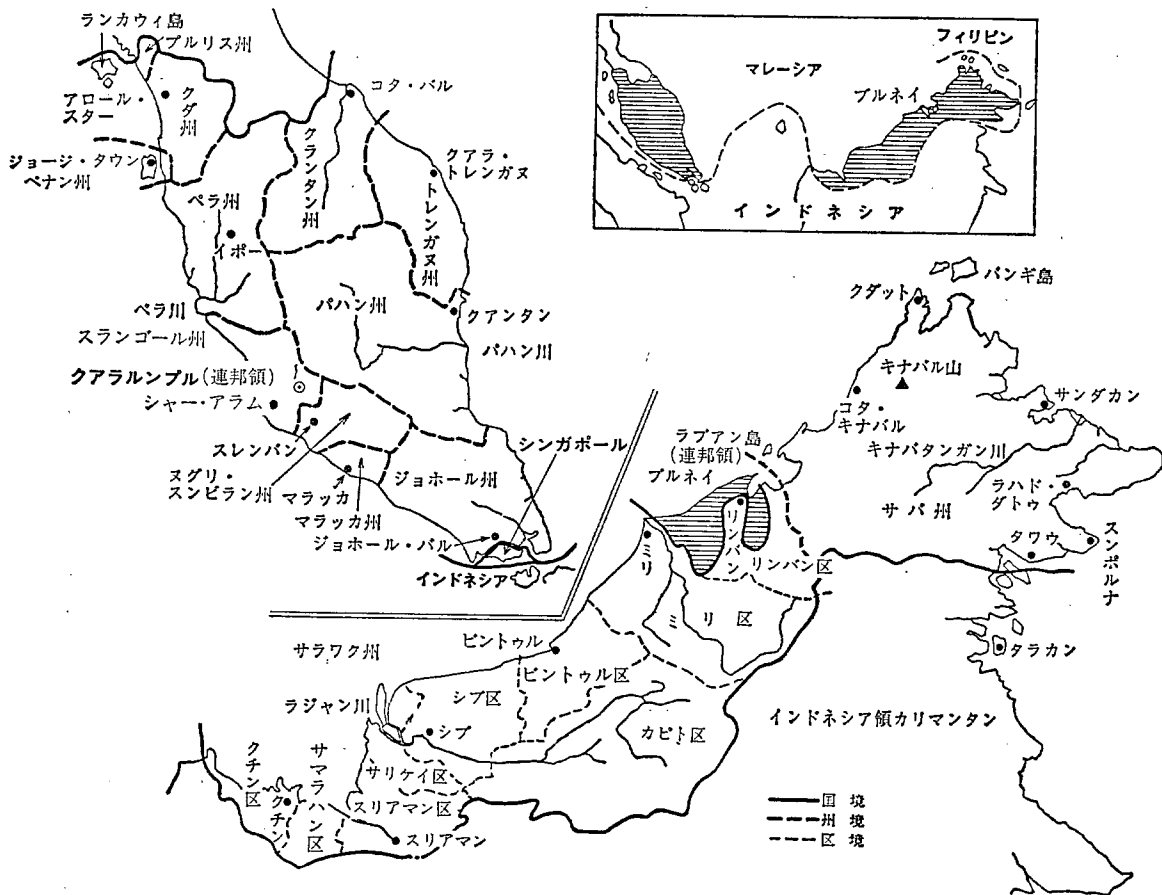 ランカウィ島
プルリス州
アロール・
スター
クダ州
コタ・バル
ジョージ・タウン
ペナン州
クランタン州
クアラ・
トレンガヌ
トレンガヌ州
ペラ州
イポー
パハン州
ペラ川
クアンタン
スランゴール州
パハン川
クアラルンプル(連邦領)
シャー・アラム
スレンバン
シンガポール
ヌグリ・
スンビラン州
マラッカ
マラッカ州
ジョホール州
ジョホール・バル
インドネシア
フィリピン
マレーシア
ブルネイ
インドネシア
バンギ島
クダット
キナバル山
コタ・
キナバル
サンダカン
キナバタンガン川
ラブアン島
(連邦領)
ブルネイ
ラハド・
ダトゥ
サバ州
タワウ
スンポルナ
リンバン
リンバン区
ミリ
ミリ区
ビントゥル
サラワク州
ビントゥル区
タラカン
シブ区
ラジャン川
シブ
カピト区
インドネシア領カリマンタン
サリケイ区
クチン区
クチン
サマラハン区
スリアマン区
スリアマン
国境
州境
区境